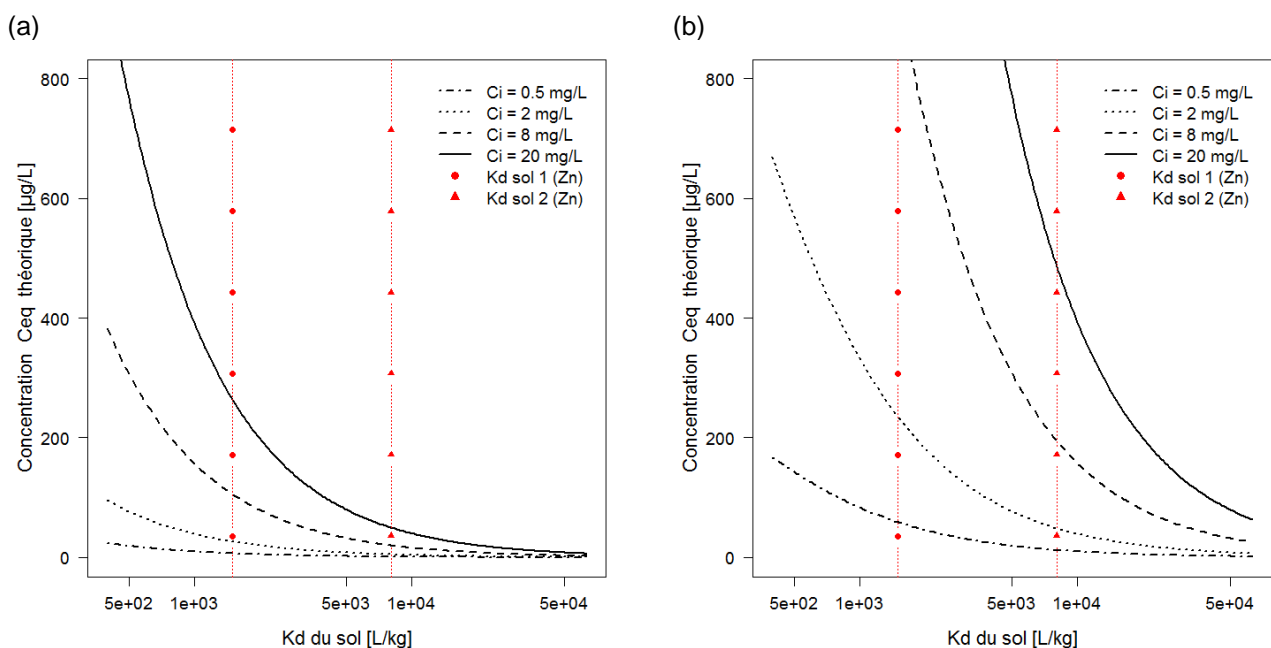 (a)
800
600
400
200
0
Concentration Ceq théorique [µg/L]
Ci = 0.5 mg/L
Ci = 2 mg/L
Ci = 8 mg/L
Ci = 20 mg/L
Kd sol 1 (Zn)
Kd sol 2 (Zn)
5e+02 1e+03 5e+03 1e+04 5e+04
Kd du sol [L/kg]
(b)
800
600
400
200
0
Concentration Ceq théorique [µg/L]
Ci = 0.5 mg/L
Ci = 2 mg/L
Ci = 8 mg/L
Ci = 20 mg/L
Kd sol 1 (Zn)
Kd sol 2 (Zn)
5e+02 1e+03 5e+03 1e+04 5e+04
Kd du sol [L/kg]